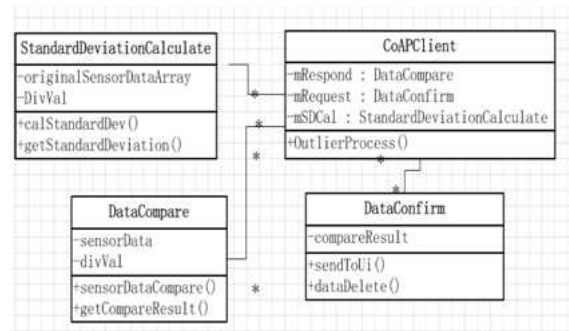 StandardDeviationCalculate
-originalSensorDataArray
-DivVal
+calStandardDev()
+getStandardDeviation()
CoAPClient
-mRespond : DataCompare
-mRequest : DataConfirm
-mSDCal : StandardDeviationCalculate
+OutlierProcess()
*
*
*
*
*
DataCompare
-sensorData
-divVal
+sensorDataCompare()
+getCompareResult()
*
DataConfirm
-compareResult
+sendToUi()
+dataDelete()